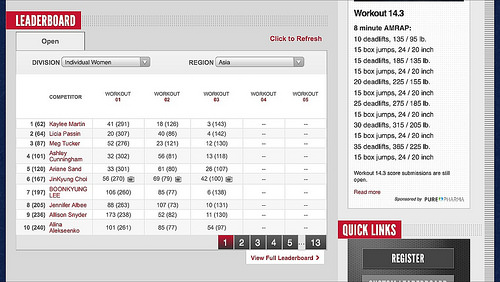 LEADERBOARD
Open
Click to Refresh
DIVISION Individual Women
REGION Asia
COMPETITOR WORKOUT 01 WORKOUT 02 WORKOUT 03 WORKOUT 04 WORKOUT 05
1 (62) Kaylee Martin 41 (291) 18 (126) 3 (143) -- --
2 (64) Licia Passin 20 (307) 40 (86) 4 (142) -- --
3 (87) Meg Tucker 52 (276) 23 (121) 12 (130) -- --
4 (101) Ashley Cunningham 32 (302) 56 (81) 13 (118) -- --
5 (120) Ariane Sand 33 (301) 61 (80) 26 (107) -- --
6 (167) JinKyung Choi 56 (270) 69 (79) 42 (100) -- --
7 (197) BOONKYUNG LEE 106 (260) 85 (77) 6 (138) -- --
8 (205) Jennifer Albee 88 (263) 107 (73) 10 (131) -- --
9 (236) Allison Snyder 173 (238) 52 (82) 11 (130) -- --
10 (240) Alina Alekseenko 101 (261) 85 (77) 54 (97) -- --
1 2 3 4 5 ... 13
View Full Leaderboard >
Workout 14.3
8 minute AMRAP:
10 deadlifts, 135 / 95 lb.
15 box jumps, 24 / 20 inch
15 deadlifts, 185 / 135 lb.
15 box jumps, 24 / 20 inch
20 deadlifts, 225 / 155 lb.
15 box jumps, 24 / 20 inch
25 deadlifts, 275 / 185 lb.
15 box jumps, 24 / 20 inch
30 deadlifts, 315 / 205 lb.
15 box jumps, 24 / 20 inch
35 deadlifts, 365 / 225 lb.
15 box jumps, 24 / 20 inch
Workout 14.3 score submissions are still
open.
Read more
Sponsored by PUREPHARMA
QUICK LINKS
REGISTER